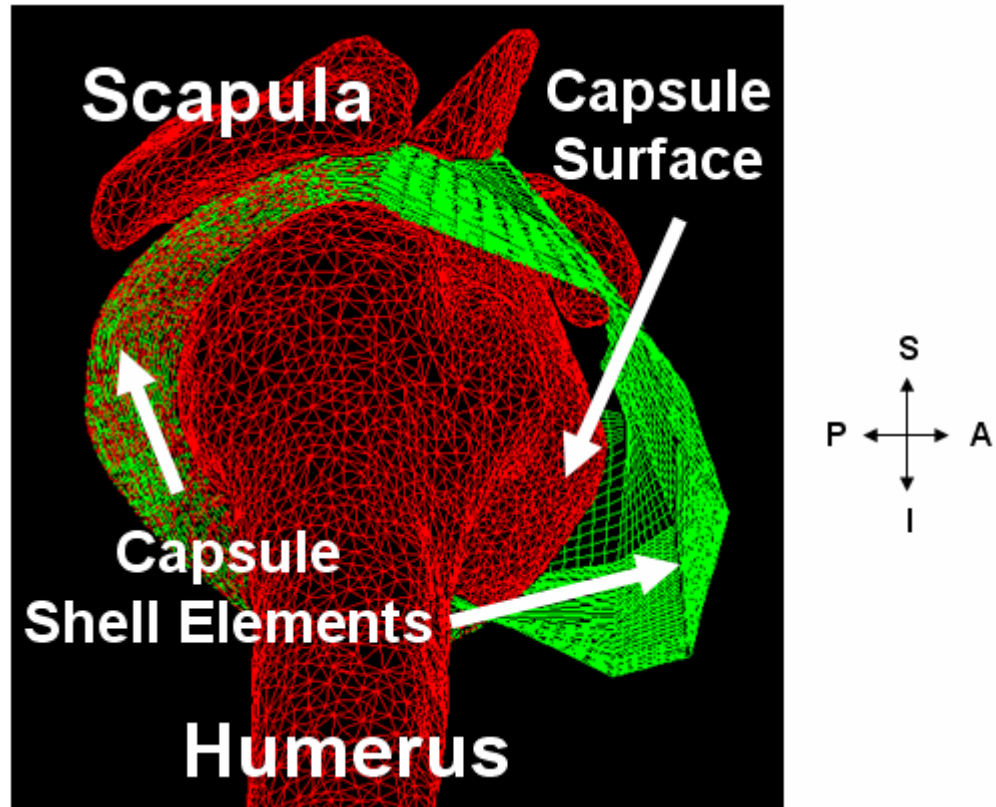 Scapula
Capsule
Surface
S
P
A
I
Capsule
Shell Elements
Humerus